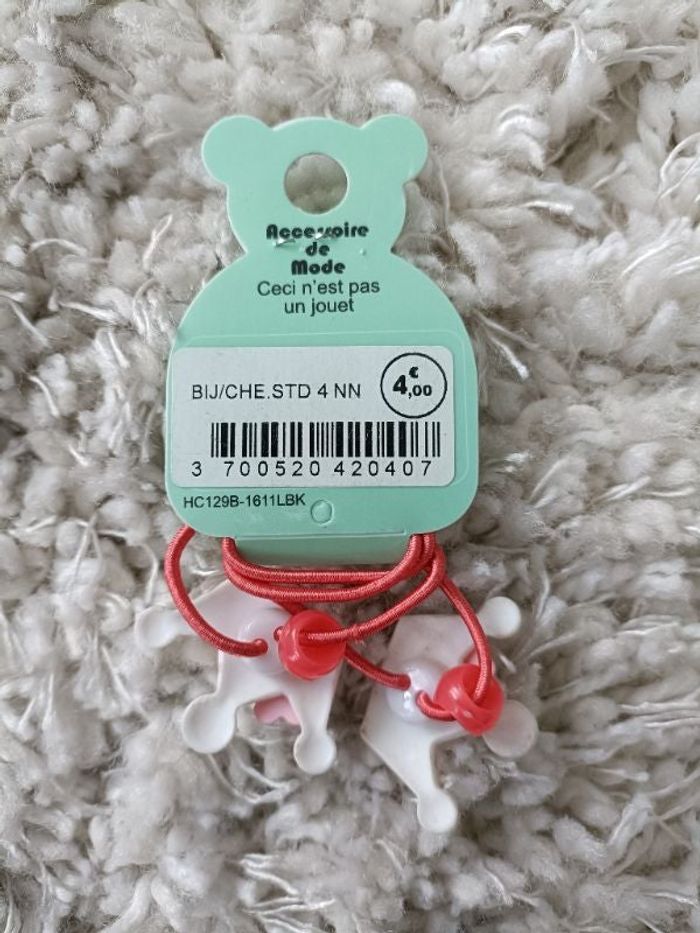 Accessoire
de
Mode
Ceci n'est pas
un jouet
BIJ/CHE.STD 4 NN
4€,00
3 700520 420407
HC129B-1611LBK